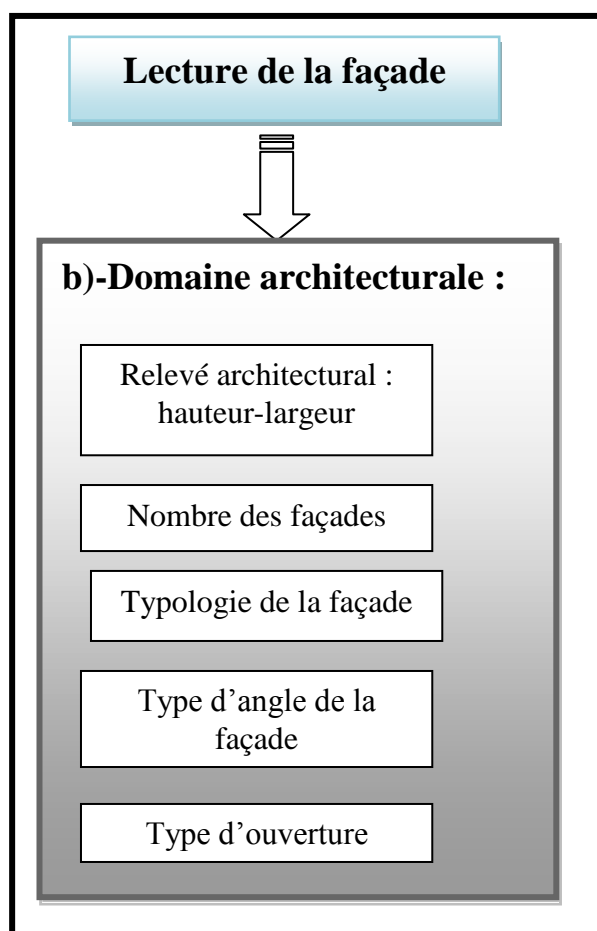 Lecture de la façade
b)-Domaine architecturale :
Relevé architectural :
hauteur-largeur
Nombre des façades
Typologie de la façade
Type d’angle de la
façade
Type d’ouverture